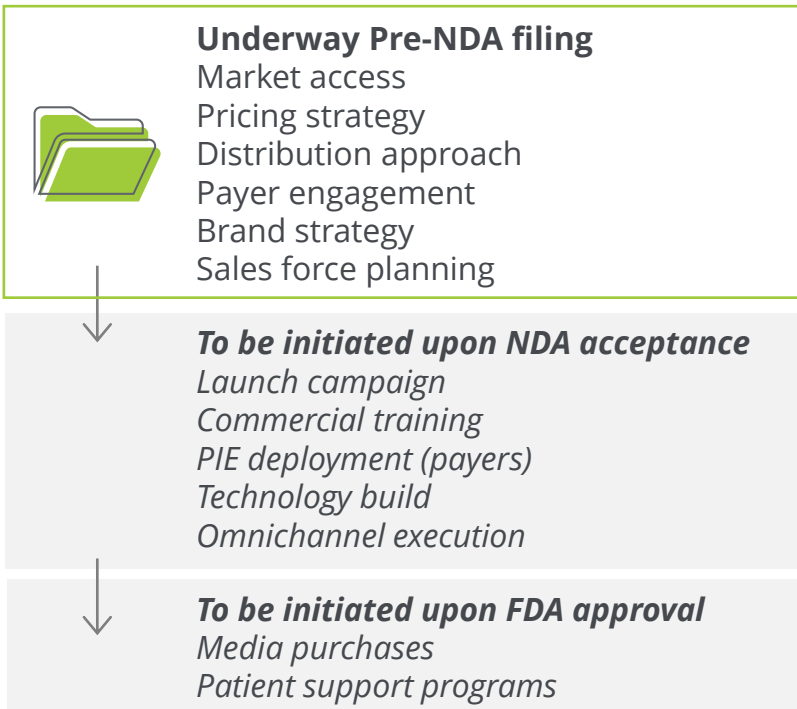 Underway Pre-NDA filing
Market access
Pricing strategy
Distribution approach
Payer engagement
Brand strategy
Sales force planning
To be initiated upon NDA acceptance
Launch campaign
Commercial training
PIE deployment (payers)
Technology build
Omnichannel execution
To be initiated upon FDA approval
Media purchases
Patient support programs